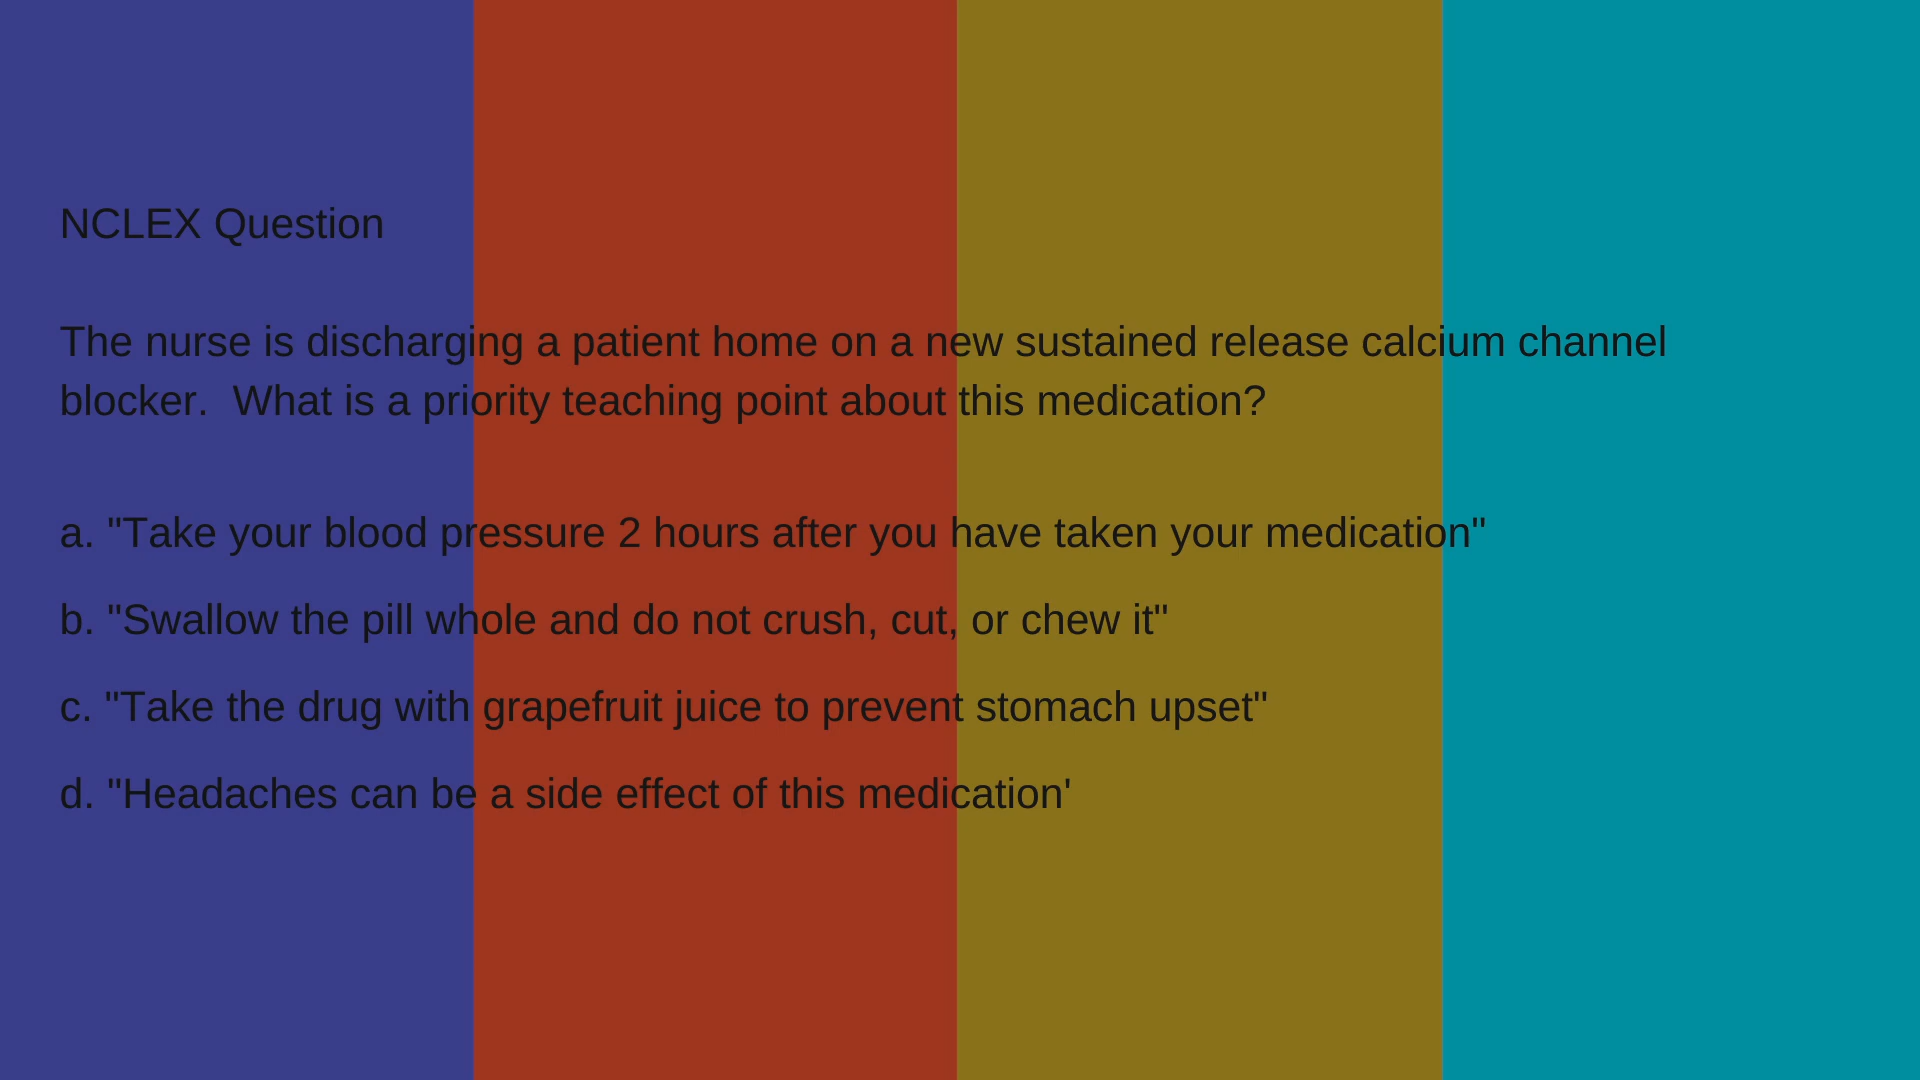 NCLEX Question
The nurse is discharging a patient home on a new sustained release calcium channel
blocker.  What is a priority teaching point about this medication?
a. "Take your blood pressure 2 hours after you have taken your medication"
b. "Swallow the pill whole and do not crush, cut, or chew it"
c. "Take the drug with grapefruit juice to prevent stomach upset"
d. "Headaches can be a side effect of this medication'